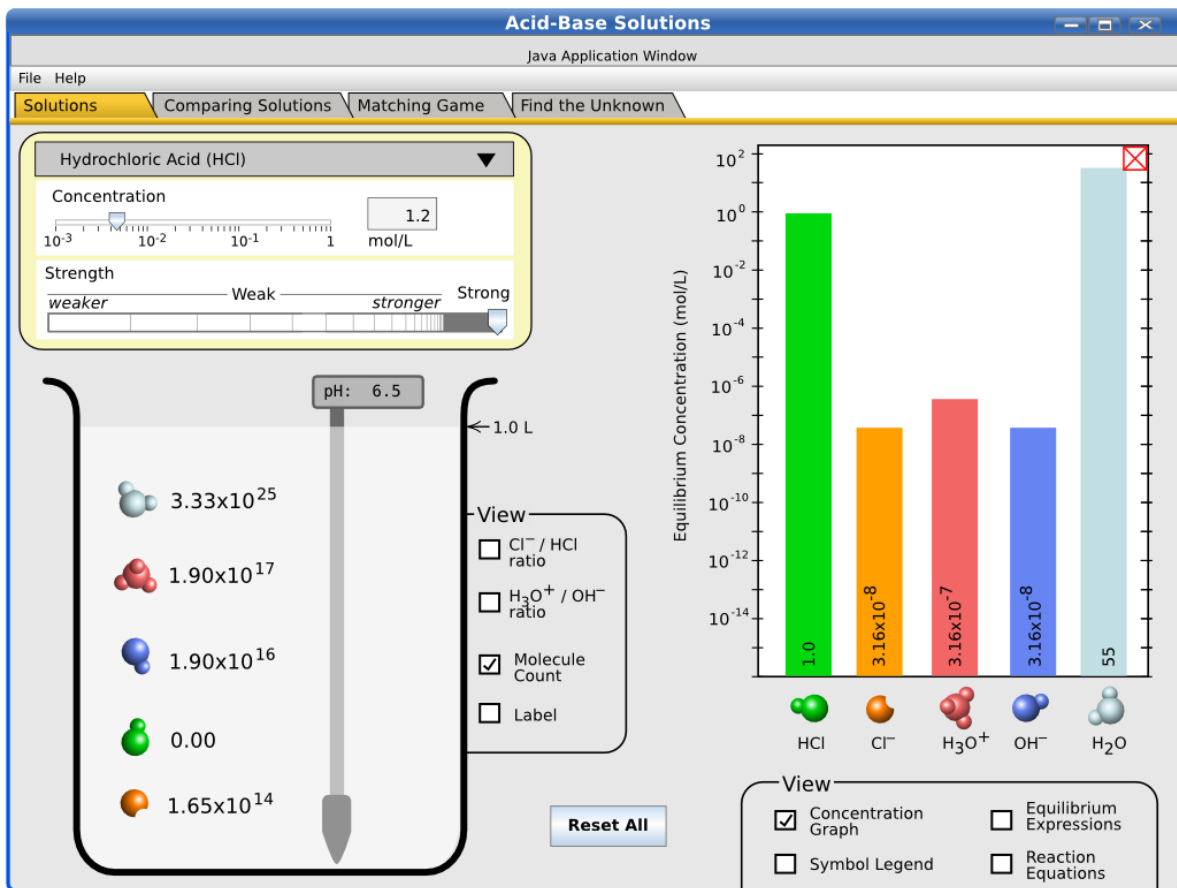 Acid-Base Solutions
Java Application Window
File Help
Solutions Comparing Solutions Matching Game Find the Unknown
Hydrochloric Acid (HCl)
Concentration
1.2
10⁻³ 10⁻² 10⁻¹ 1
mol/L
Strength
Weak
weaker stronger Strong
pH: 6.5
1.0 L
3.33x10²⁵
1.90x10¹⁷
1.90x10¹⁶
0.00
1.65x10¹⁴
View
Cl⁻ / HCl
ratio
H₃O⁺ / OH⁻
ratio
Molecule
Count
Label
Reset All
Equilibrium Concentration (mol/L)
10²
10⁰
10⁻²
10⁻⁴
10⁻⁶
10⁻⁸
10⁻¹⁰
10⁻¹²
10⁻¹⁴
1.0 3.16x10⁻⁸ 3.16x10⁻⁷ 3.16x10⁻⁸ 55
HCl Cl⁻ H₃O⁺ OH⁻ H₂O
View
Concentration
Graph
Symbol Legend
Equilibrium
Expressions
Reaction
Equations